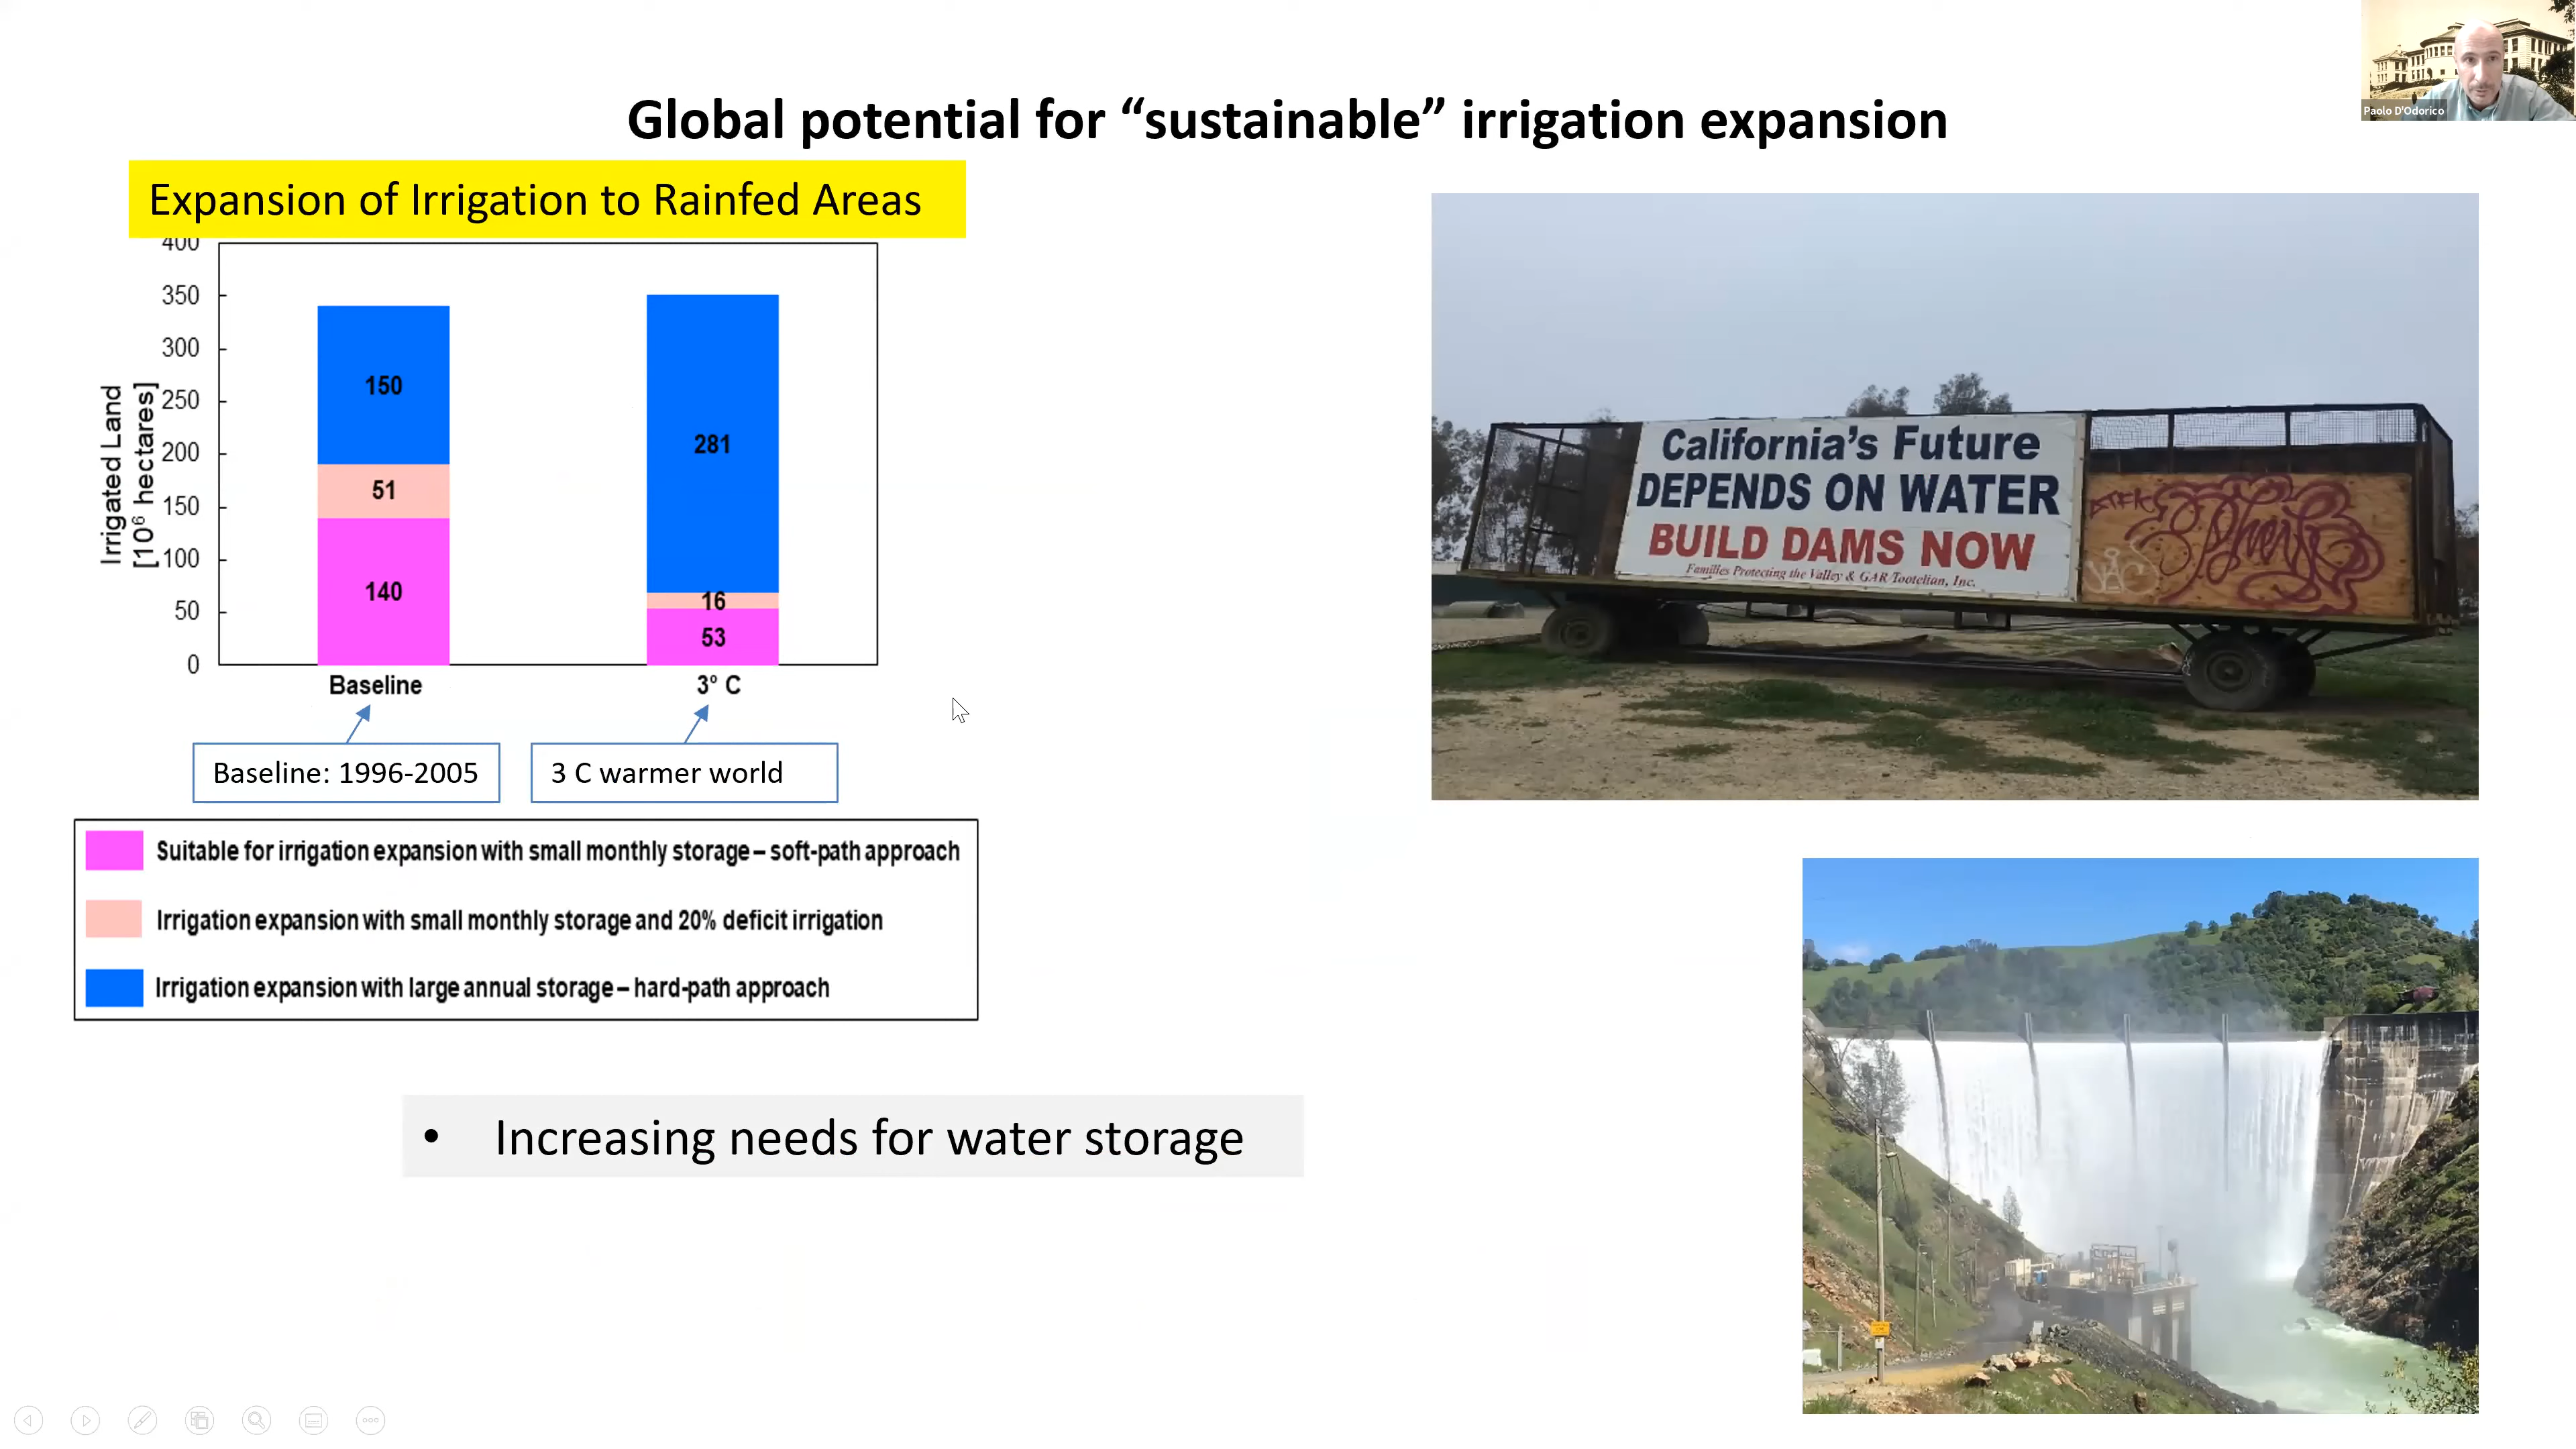 Paolo D'Odorico
Global potential for “sustainable” irrigation expansion
Expansion of Irrigation to Rainfed Areas
400
350
300
250
200
150
100
50
0
Irrigated Land
[10⁶ hectares]
150
51
140
281
16
53
Baseline
3° C
Baseline: 1996-2005
3 C warmer world
Suitable for irrigation expansion with small monthly storage – soft-path approach
Irrigation expansion with small monthly storage and 20% deficit irrigation
Irrigation expansion with large annual storage – hard-path approach
• Increasing needs for water storage
California's Future
DEPENDS ON WATER
BUILD DAMS NOW
Families Protecting the Valley & GAR Tootelian, Inc.